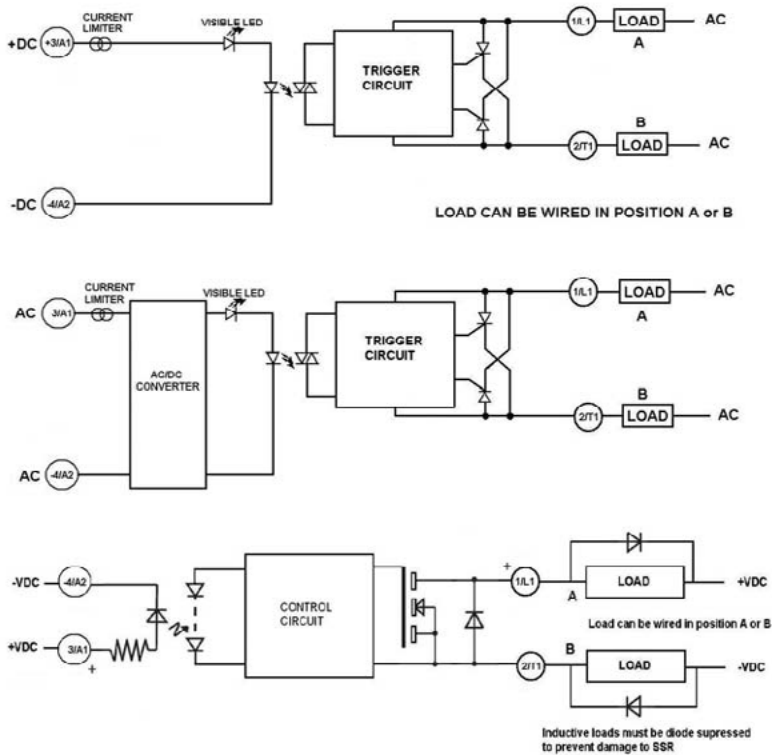 CURRENT
LIMITER
VISIBLE LED
+DC
+3/A1
TRIGGER
CIRCUIT
1/L1
LOAD
AC
A
B
2/T1
LOAD
AC
-DC
-4/A2
LOAD CAN BE WIRED IN POSITION A or B
CURRENT
LIMITER
VISIBLE LED
AC
3/A1
AC/DC
CONVERTER
TRIGGER
CIRCUIT
1/L1
LOAD
AC
A
B
2/T1
LOAD
AC
AC
-4/A2
-VDC
-4/A2
+VDC
3/A1
+
CONTROL
CIRCUIT
+
1/L1
A
LOAD
+VDC
Load can be wired in position A or B
2/T1
B
LOAD
-VDC
Inductive loads must be diode supressed
to prevent damage to SSR